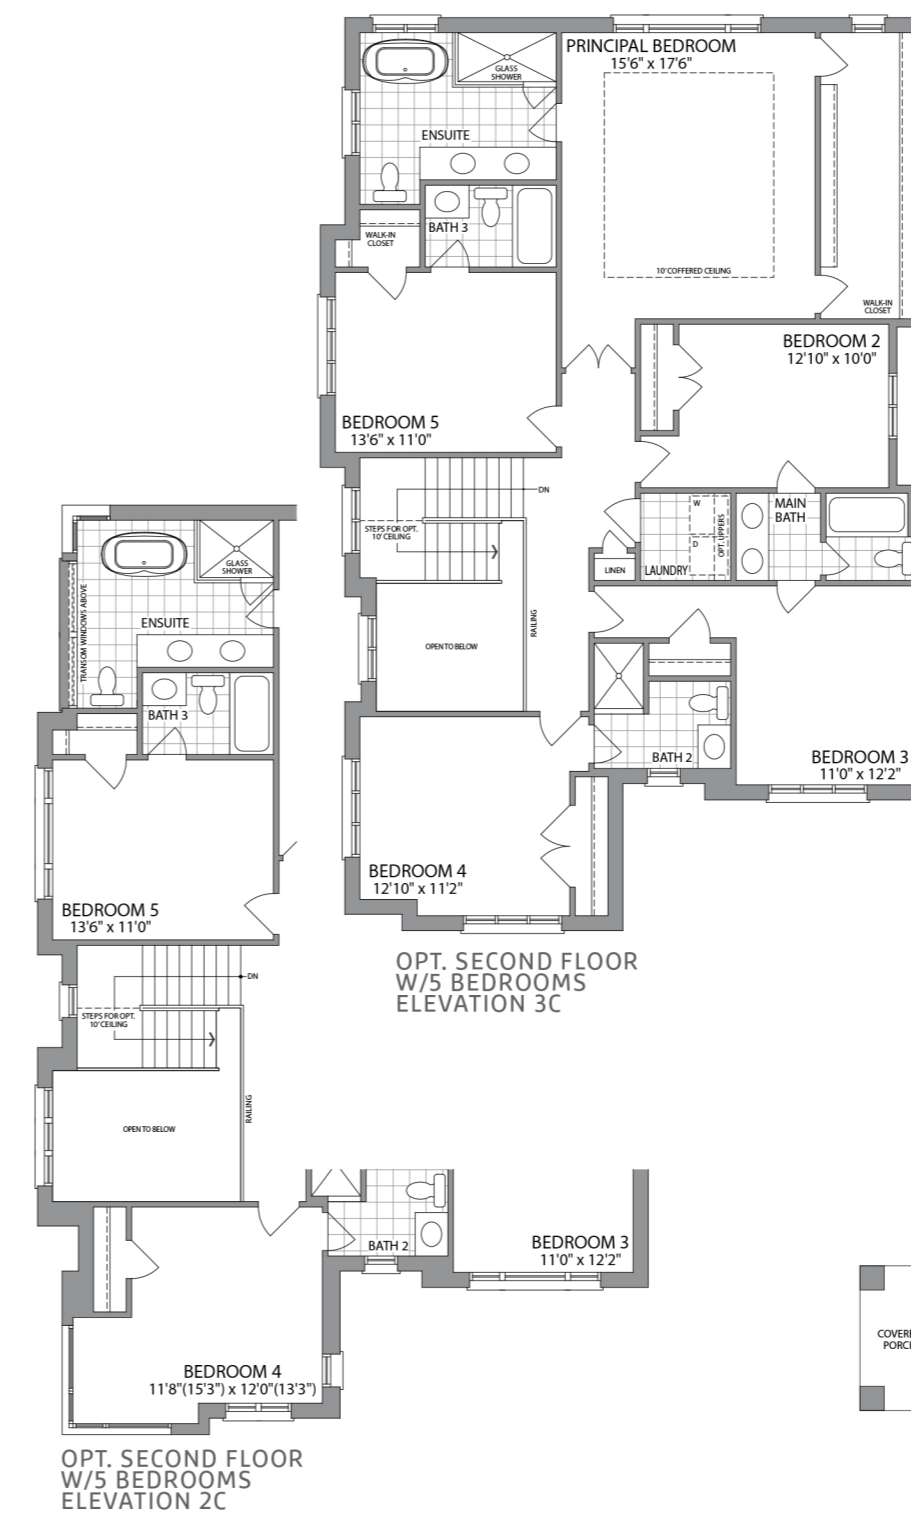 PRINCIPAL BEDROOM
15'6" x 17'6"
GLASS
SHOWER
ENSUITE
BATH 3
WALK-IN
CLOSET
10' COFFERED CEILING
WALK-IN
CLOSET
BEDROOM 2
12'10" x 10'0"
BEDROOM 5
13'6" x 11'0"
DN
STEPS FOR OPT.
10' CEILING
W
D
OPT. UPPERS
MAIN
BATH
LINEN
LAUNDRY
RAILING
OPEN TO BELOW
BATH 2
BEDROOM 3
11'0" x 12'2"
BEDROOM 4
12'10" x 11'2"
OPT. SECOND FLOOR
W/5 BEDROOMS
ELEVATION 3C
GLASS
SHOWER
TRANSOM WINDOWS ABOVE
ENSUITE
BATH 3
BEDROOM 5
13'6" x 11'0"
DN
STEPS FOR OPT.
10' CEILING
RAILING
OPEN TO BELOW
BATH 2
BEDROOM 3
11'0" x 12'2"
BEDROOM 4
11'8"(15'3") x 12'0"(13'3")
OPT. SECOND FLOOR
W/5 BEDROOMS
ELEVATION 2C